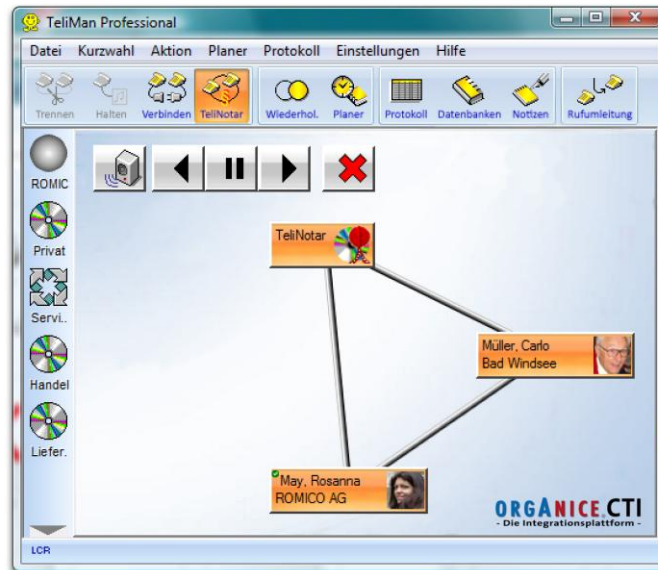 TeliMan Professional
Datei Kurzwahl Aktion Planer Protokoll Einstellungen Hilfe
Trennen Halten Verbinden TeliNotar Wiederhol. Planer Protokoll Datenbanken Notizen Rufumleitung
ROMIC
Privat
Servi..
Handel
Liefer.
TeliNotar
Müller, Carlo
Bad Windsee
May, Rosanna
ROMICO AG
ORGANICE.CTI
- Die Integrationsplattform -
LCR